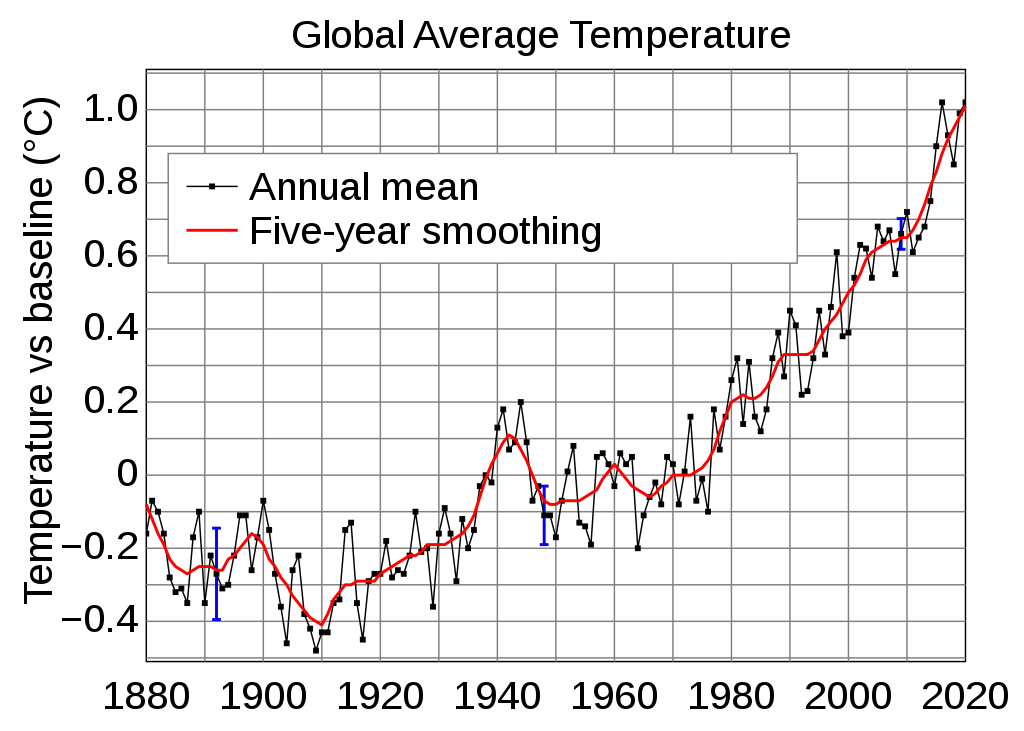 Global Average Temperature
Temperature vs baseline (°C)
1.0
0.8
0.6
0.4
0.2
0
−0.2
−0.4
Annual mean
Five-year smoothing
1880 1900 1920 1940 1960 1980 2000 2020